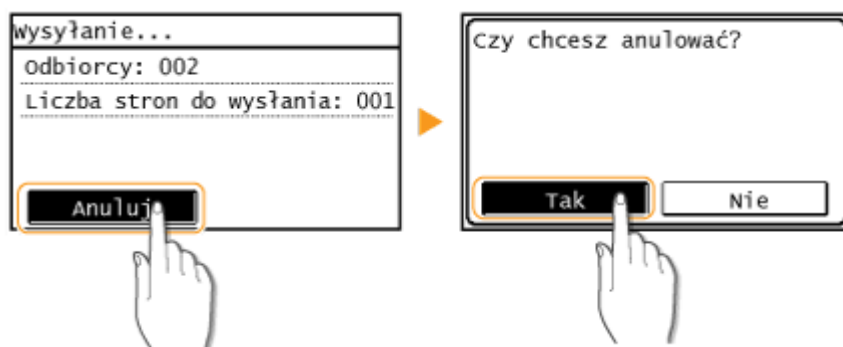 Wysyłanie...
Odbiorcy: 002
Liczba stron do wysłania: 001
Anuluj
Czy chcesz anulować?
Tak
Nie